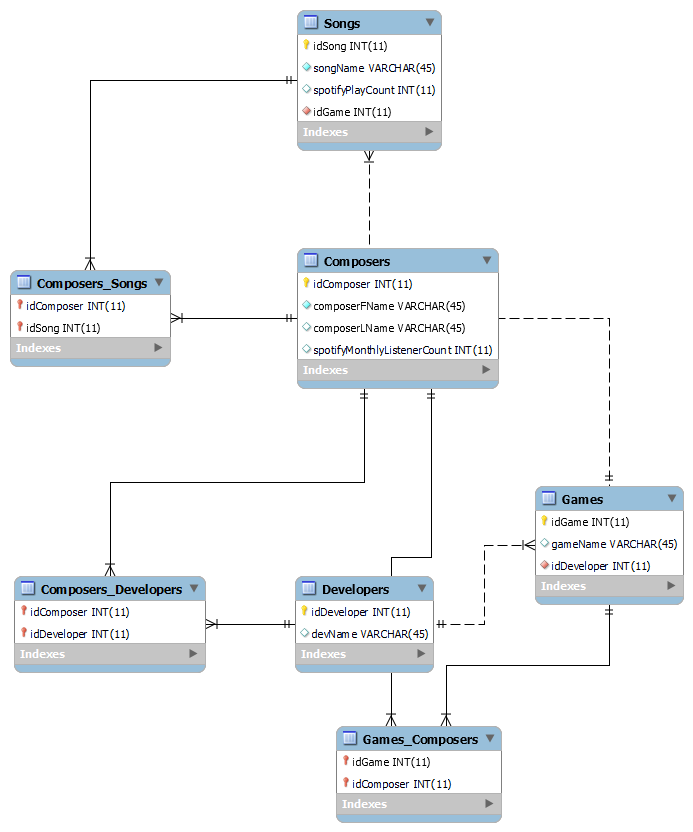 Songs
idSong INT(11)
songName VARCHAR(45)
spotifyPlayCount INT(11)
idGame INT(11)
Indexes
Composers
idComposer INT(11)
composerFName VARCHAR(45)
composerLName VARCHAR(45)
spotifyMonthlyListenerCount INT(11)
Indexes
Composers_Songs
idComposer INT(11)
idSong INT(11)
Indexes
Games
idGame INT(11)
gameName VARCHAR(45)
idDeveloper INT(11)
Indexes
Composers_Developers
idComposer INT(11)
idDeveloper INT(11)
Indexes
Developers
idDeveloper INT(11)
devName VARCHAR(45)
Indexes
Games_Composers
idGame INT(11)
idComposer INT(11)
Indexes